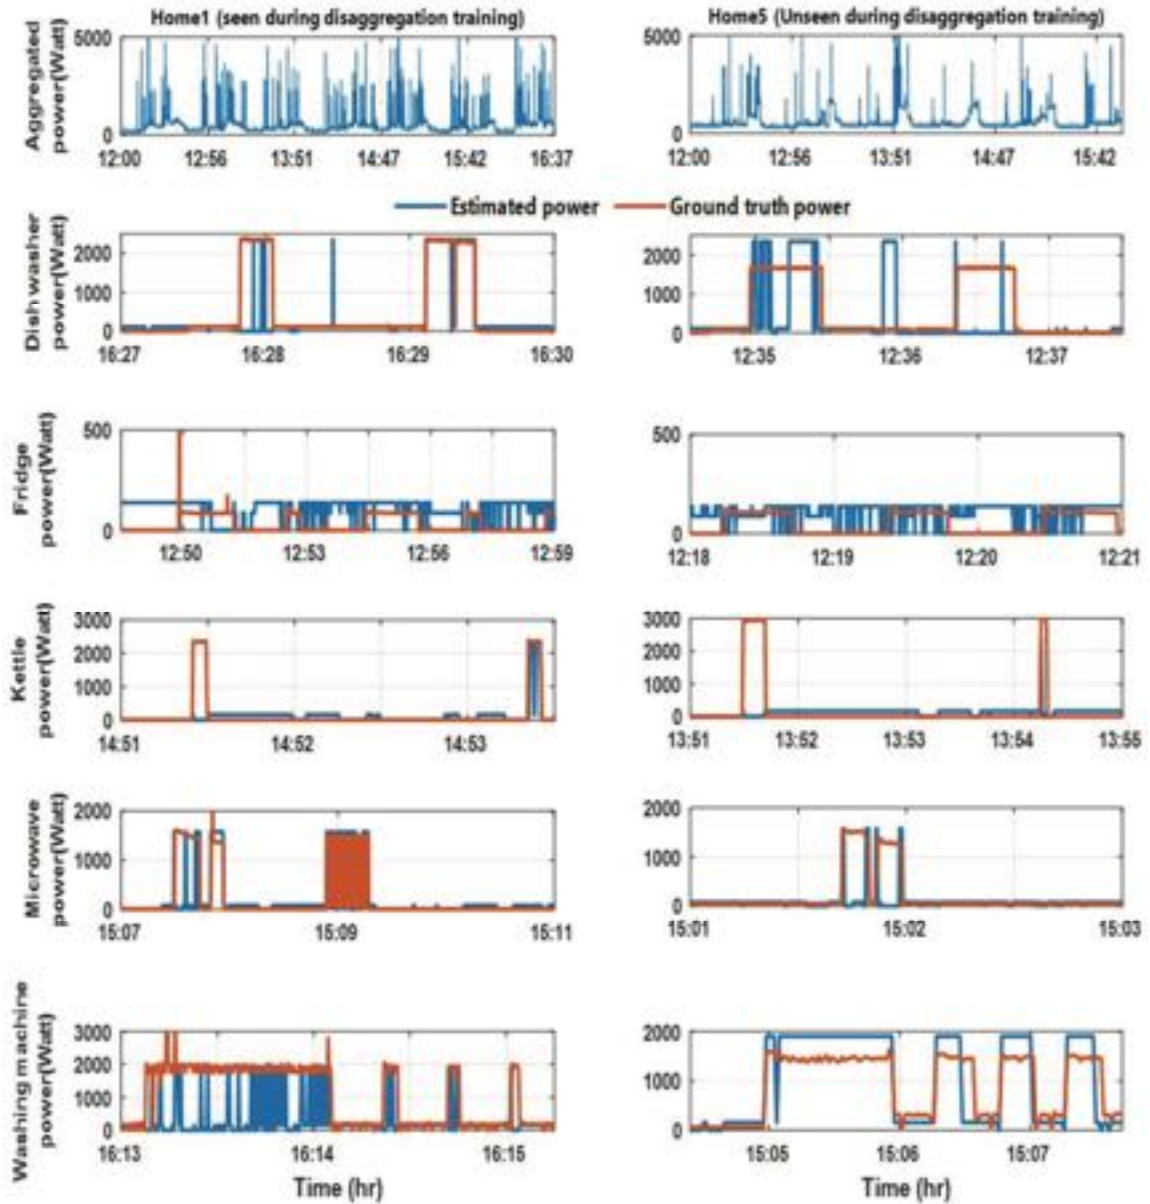 Home1 (seen during disaggregation training)
Home5 (Unseen during disaggregation training)
Aggregated
power(Watt)
5000
0
12:00 12:56 13:51 14:47 15:42 16:37
5000
0
12:00 12:56 13:51 14:47 15:42
Estimated power Ground truth power
Dish washer
power(Watt)
2000
1000
0
16:27 16:28 16:29 16:30
2000
1000
0
12:35 12:36 12:37
Fridge
power(Watt)
500
0
12:50 12:53 12:56 12:59
500
0
12:18 12:19 12:20 12:21
Kettle
power(Watt)
3000
2000
1000
0
14:51 14:52 14:53
3000
2000
1000
0
13:51 13:52 13:53 13:54 13:55
Microwave
power(Watt)
2000
1000
0
15:07 15:09 15:11
2000
1000
0
15:01 15:02 15:03
Washing machine
power(Watt)
3000
2000
1000
0
16:13 16:14 16:15
Time (hr)
2000
1000
0
15:05 15:06 15:07
Time (hr)